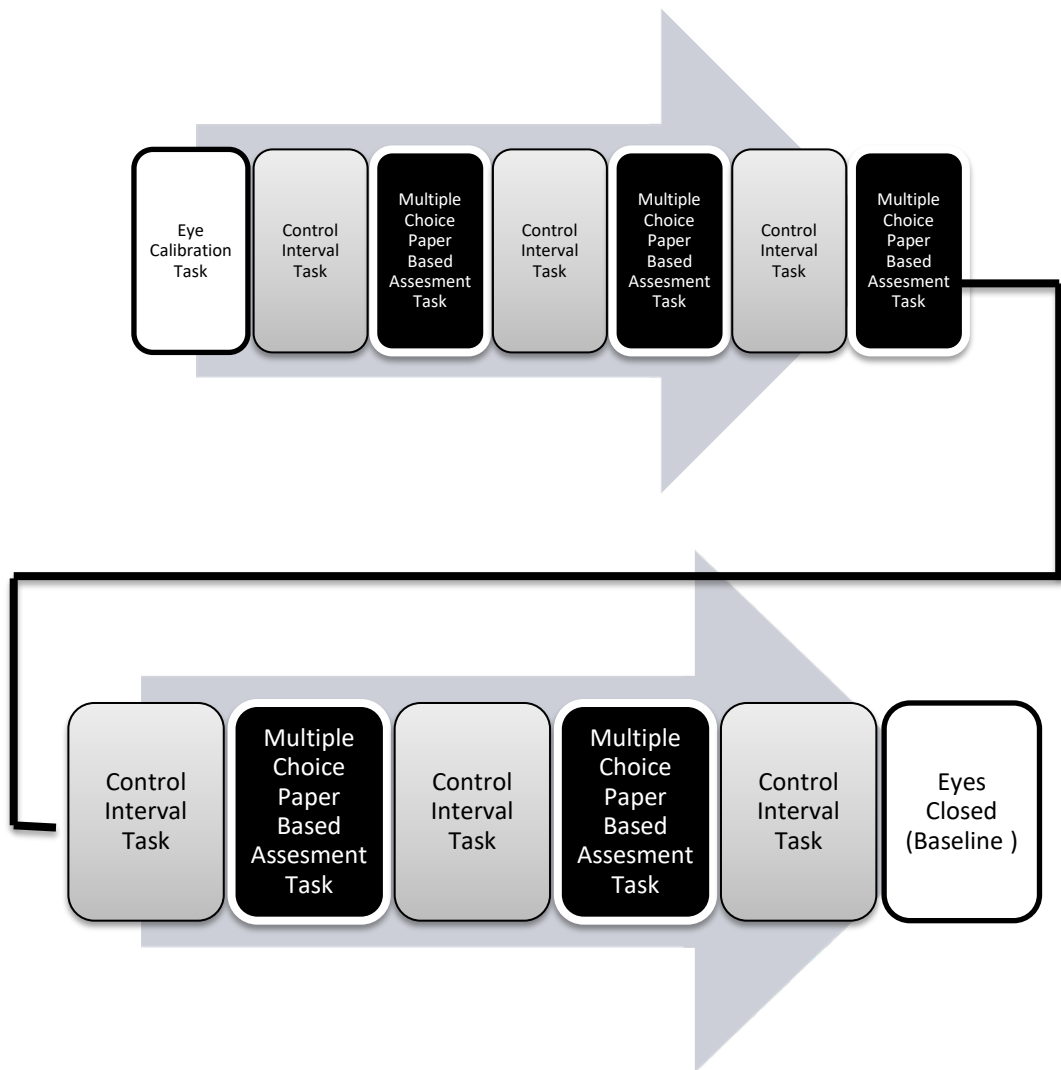 Eye
Calibration
Task
Control
Interval
Task
Multiple
Choice
Paper
Based
Assesment
Task
Control
Interval
Task
Multiple
Choice
Paper
Based
Assesment
Task
Control
Interval
Task
Multiple
Choice
Paper
Based
Assesment
Task
Control
Interval
Task
Multiple
Choice
Paper
Based
Assesment
Task
Control
Interval
Task
Multiple
Choice
Paper
Based
Assesment
Task
Control
Interval
Task
Eyes
Closed
(Baseline )